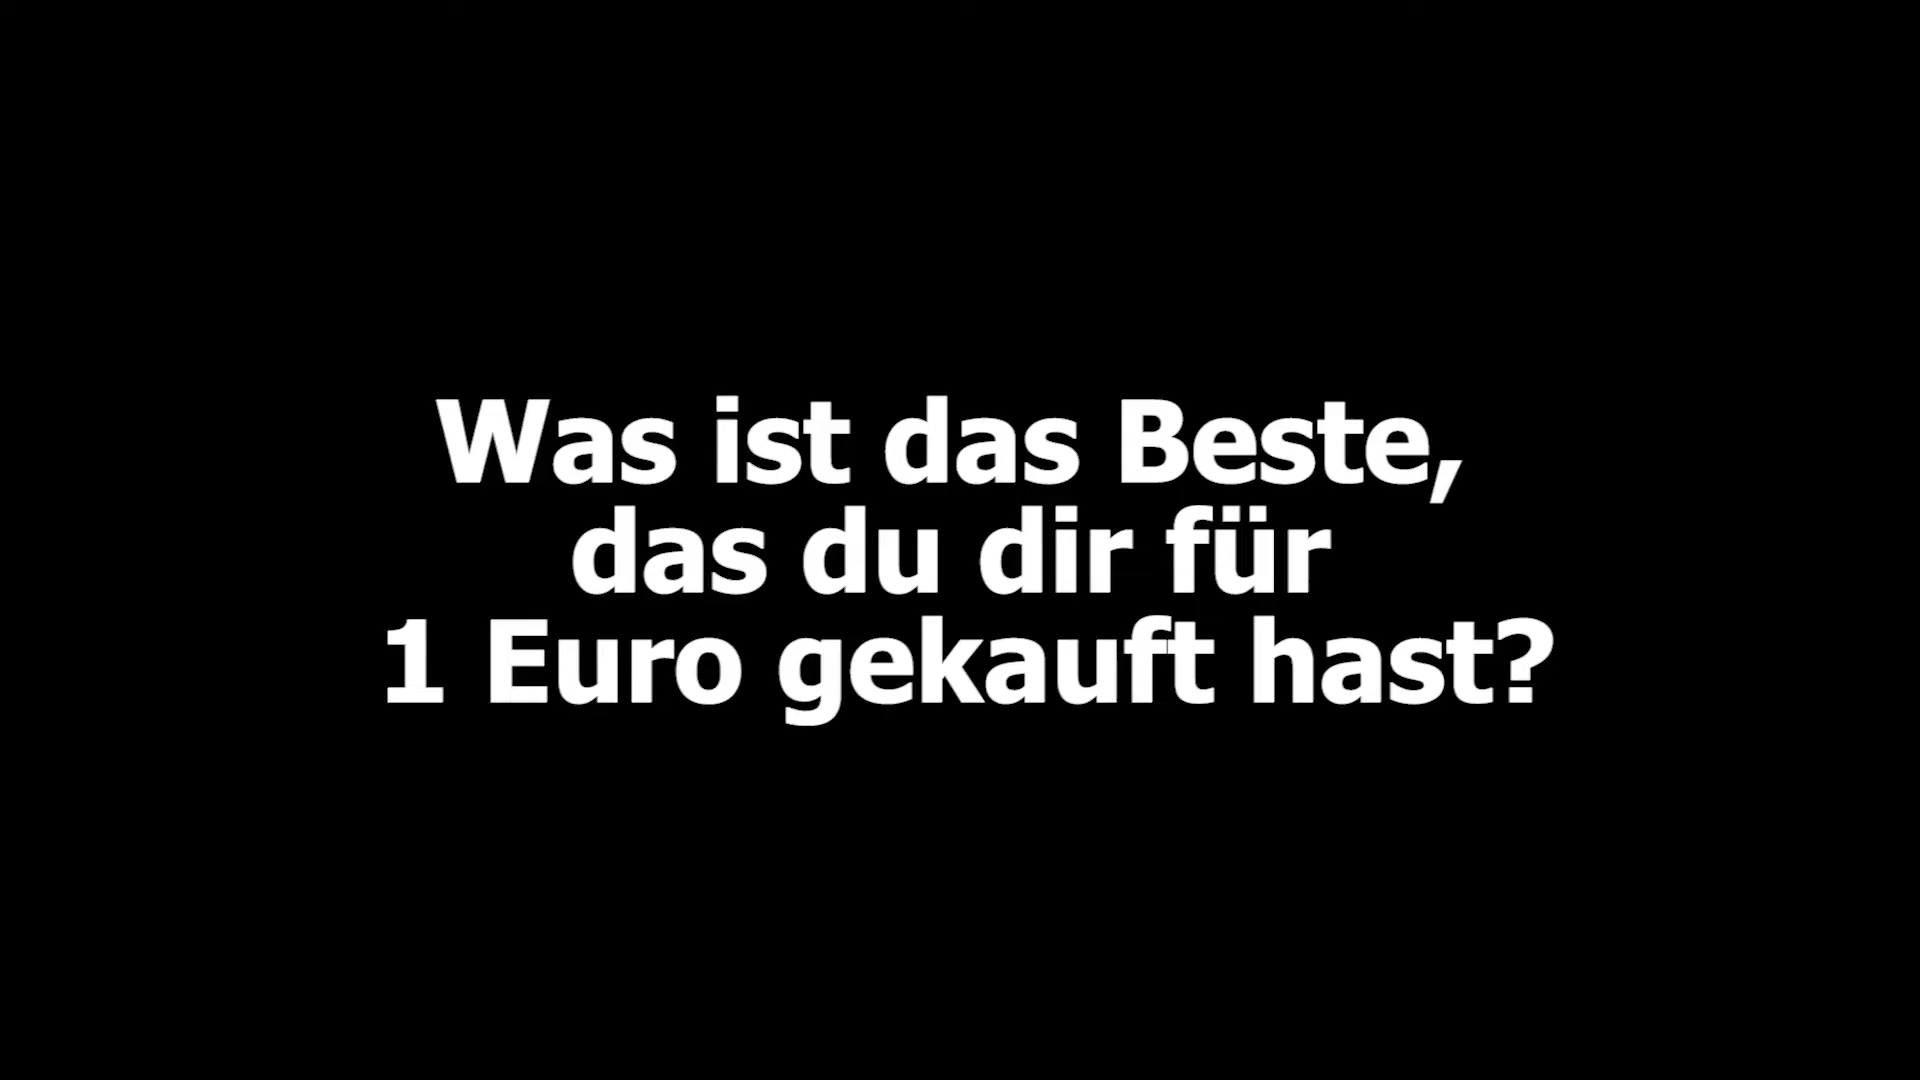 Was ist das Beste,
das du dir für
1 Euro gekauft hast?